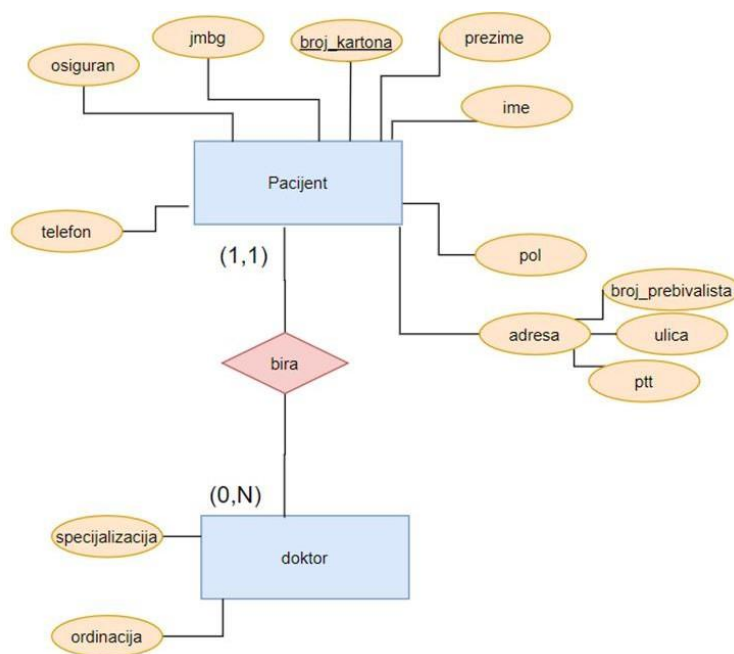 jmbg
broj_kartona
prezime
osiguran
ime
Pacijent
telefon
(1,1)
pol
broj_prebivalista
adresa
ulica
bira
ptt
(0,N)
specijalizacija
doktor
ordinacija